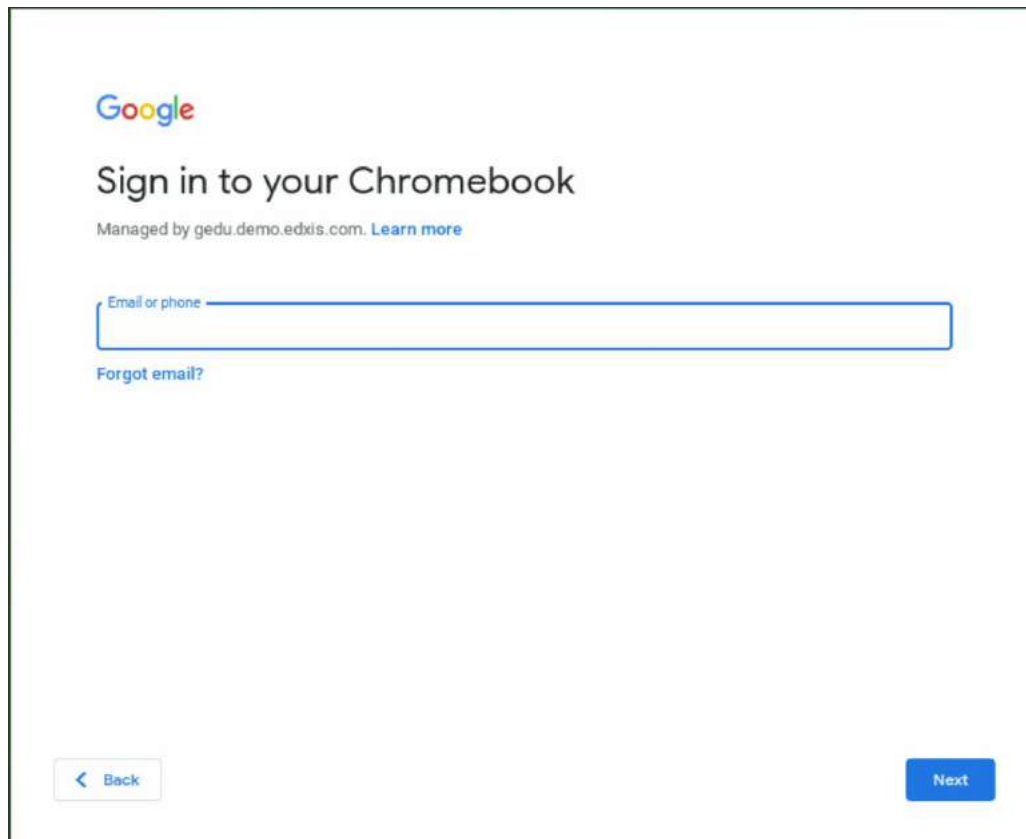 Google
Sign in to your Chromebook
Managed by gedu.demo.edxis.com. Learn more
Email or phone
Forgot email?
Back
Next